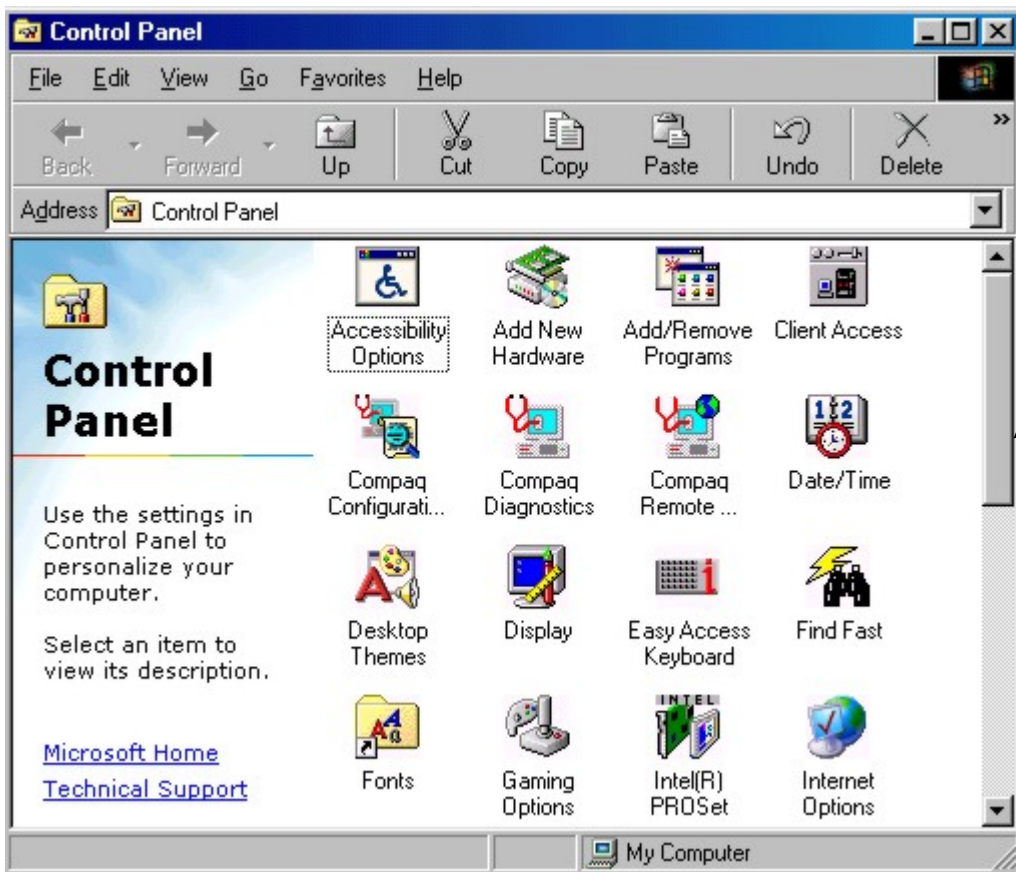 Control Panel
File Edit View Go Favorites Help
Back Forward Up Cut Copy Paste Undo Delete »
Address Control Panel
Control
Panel
Use the settings in
Control Panel to
personalize your
computer.
Select an item to
view its description.
Microsoft Home
Technical Support
Accessibility
Options
Add New
Hardware
Add/Remove
Programs
Client Access
Compaq
Configurati...
Compaq
Diagnostics
Compaq
Remote ...
Date/Time
Desktop
Themes
Display
Easy Access
Keyboard
Find Fast
Fonts
Gaming
Options
INTEL
Intel(R)
PROSet
Internet
Options
My Computer